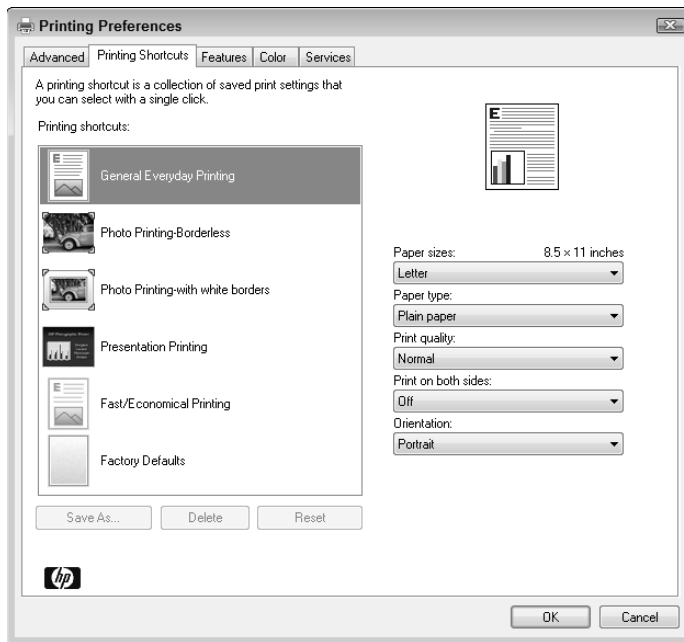 Printing Preferences
Advanced
Printing Shortcuts
Features
Color
Services
A printing shortcut is a collection of saved print settings that
you can select with a single click.
Printing shortcuts:
E
General Everyday Printing
Photo Printing-Borderless
Photo Printing-with white borders
Presentation Printing
E
Fast/Economical Printing
Factory Defaults
Save As...
Delete
Reset
hp
E
Paper sizes:
8.5 × 11 inches
Letter
Paper type:
Plain paper
Print quality:
Normal
Print on both sides:
Off
Orientation:
Portrait
OK
Cancel